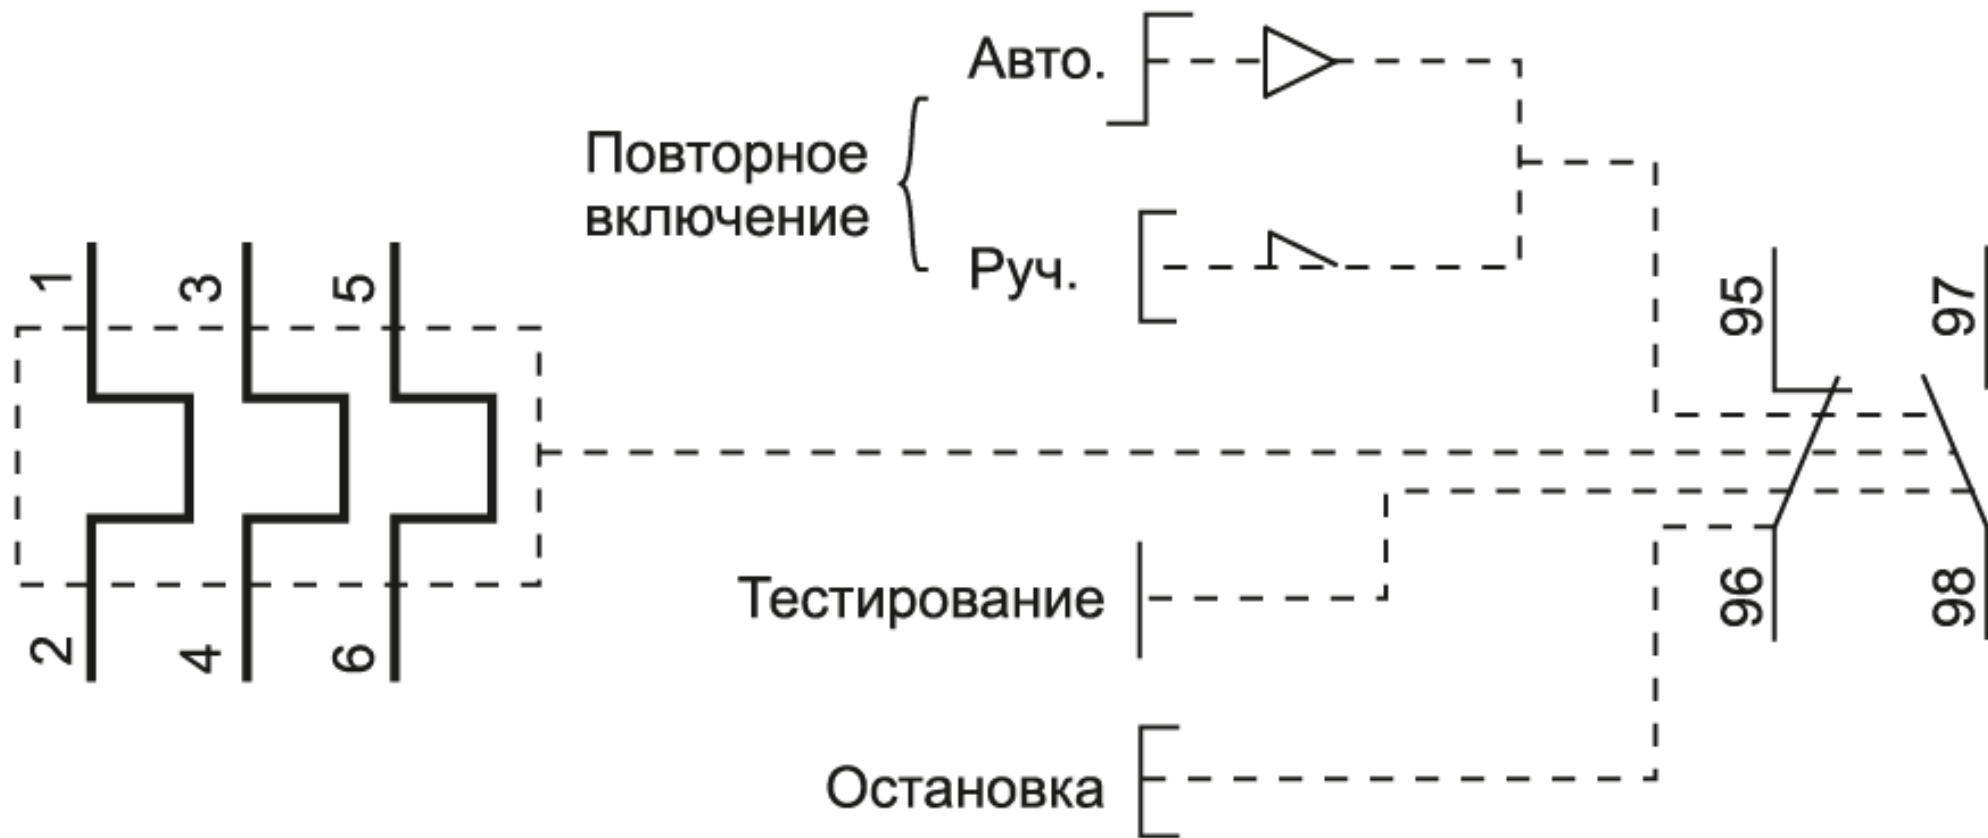 Авто.
Повторное
включение
Руч.
1
3
5
95
97
2
4
6
Тестирование
96
98
Остановка